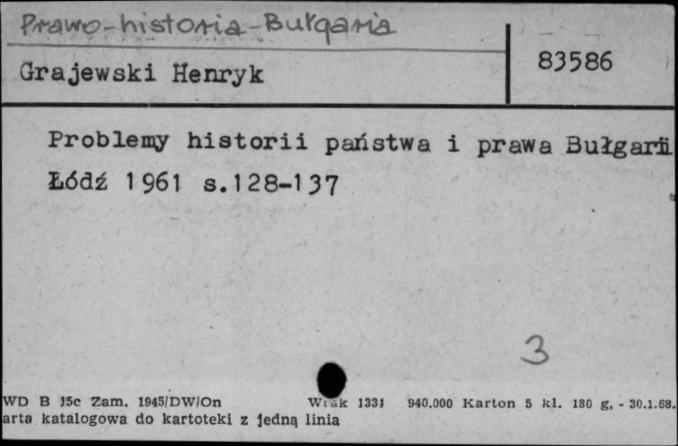 Prawo-historia-Bułgaria
83586
Grajewski Henryk
Problemy historii państwa i prawa Bułgarii
Łódź 1961 s.128-137
3
WD B 15c Zam. 1945/DW/On 1331 940.000 Karton 5 kl. 180 g. - 30.1.68.
arta katalogowa do kartoteki z jedną linia